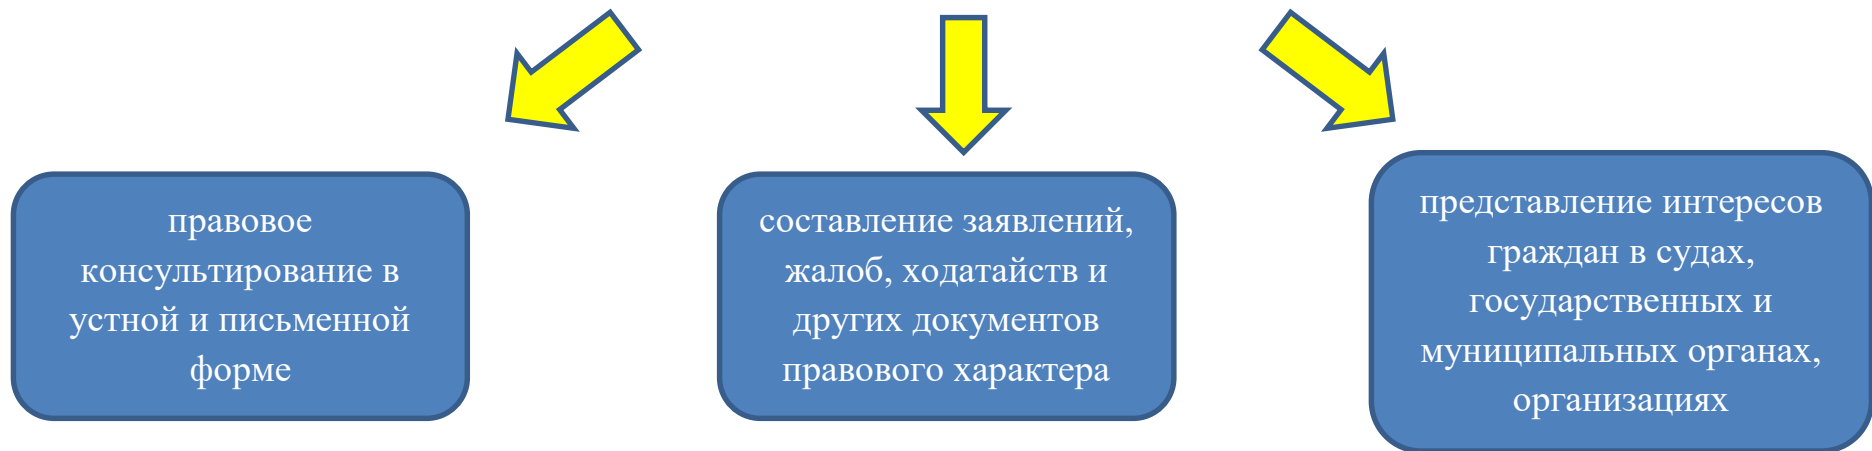 правовое
консультирование в
устной и письменной
форме
составление заявлений,
жалоб, ходатайств и
других документов
правового характера
представление интересов
граждан в судах,
государственных и
муниципальных органах,
организациях